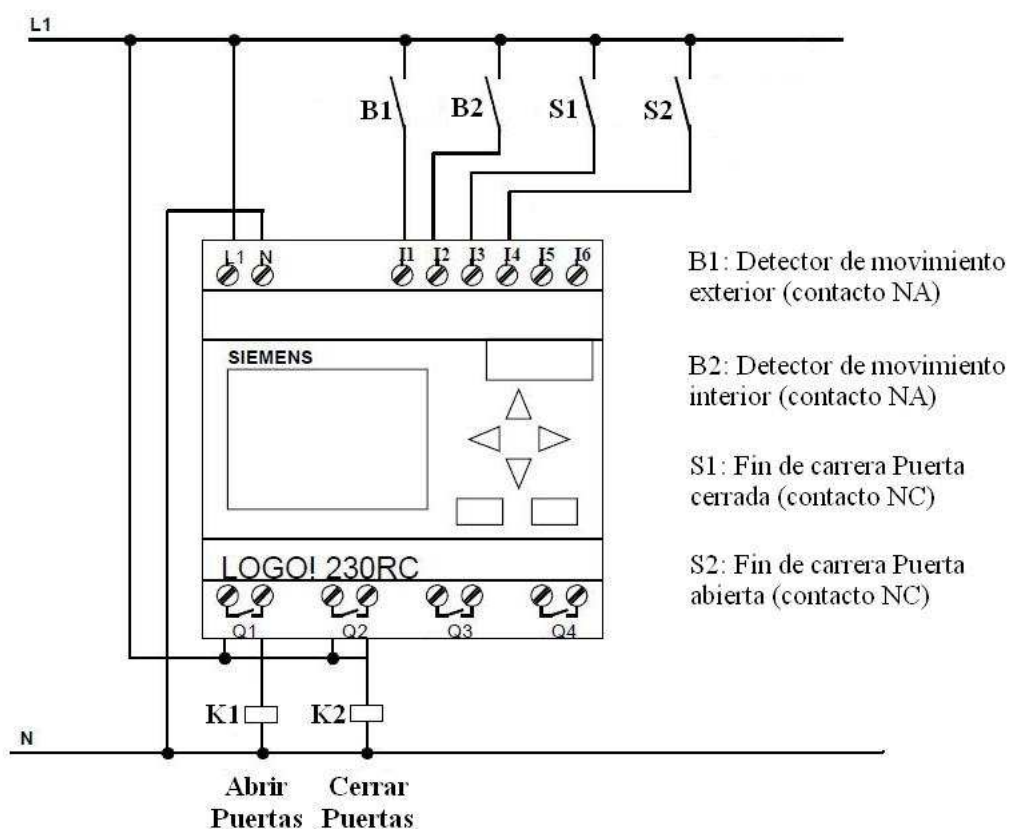 L1
B1
B2
S1
S2
L1 N I1 I2 I3 I4 I5 I6
B1: Detector de movimiento
exterior (contacto NA)
SIEMENS
B2: Detector de movimiento
interior (contacto NA)
S1: Fin de carrera Puerta
cerrada (contacto NC)
LOGO! 230RC
S2: Fin de carrera Puerta
abierta (contacto NC)
Q1 Q2 Q3 Q4
K1
K2
N
Abrir
Puertas
Cerrar
Puertas